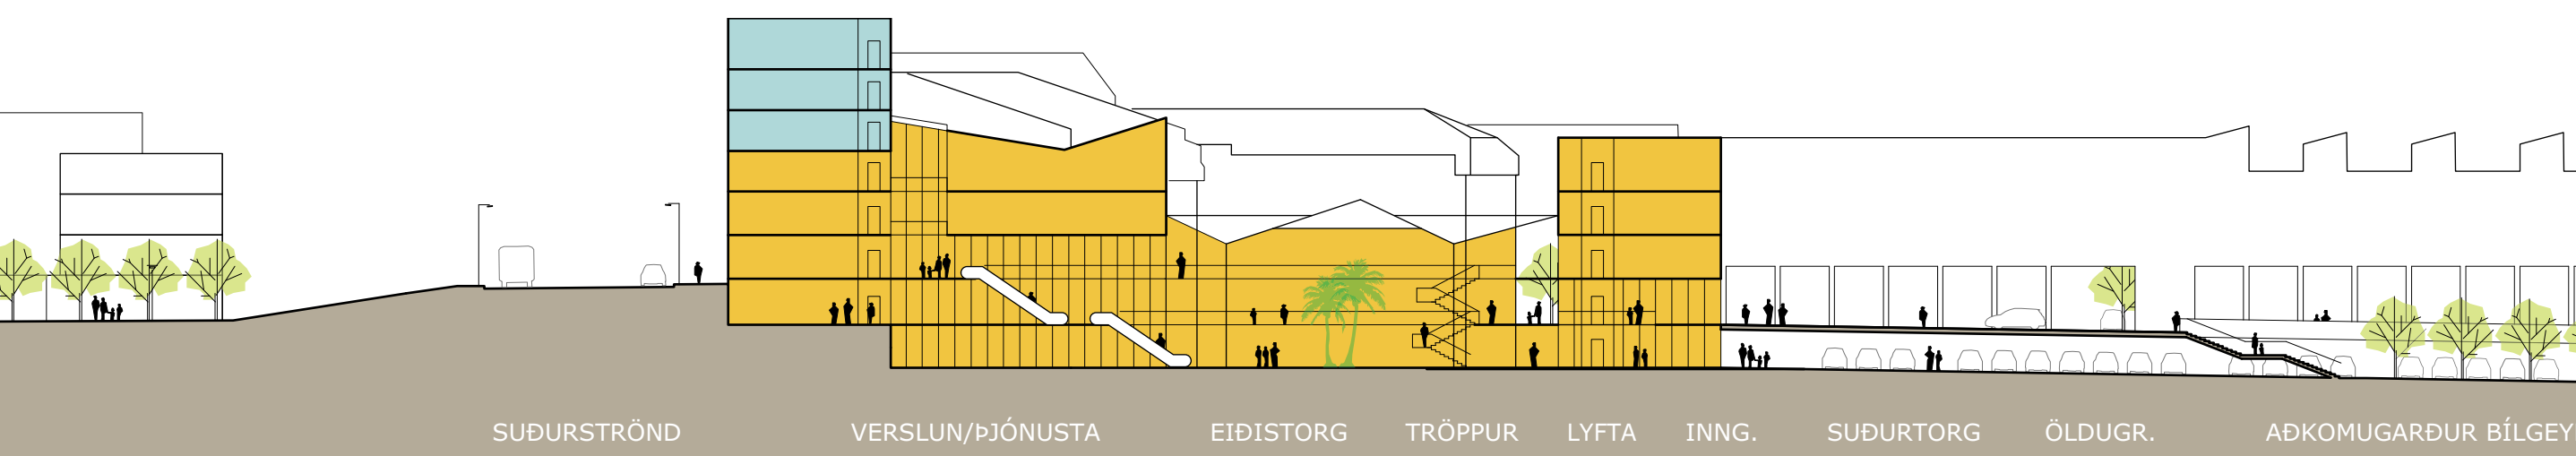 SUÐURSTRÖND VERSLUN/ÞJÓNUSTA EIÐISTORG TRÖPPUR LYFTA INNG. SUÐURTORG ÖLDUGR. AÐKOMUGARÐUR BÍLGEY